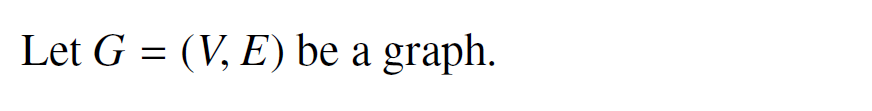 Let G = (V, E) be a graph.